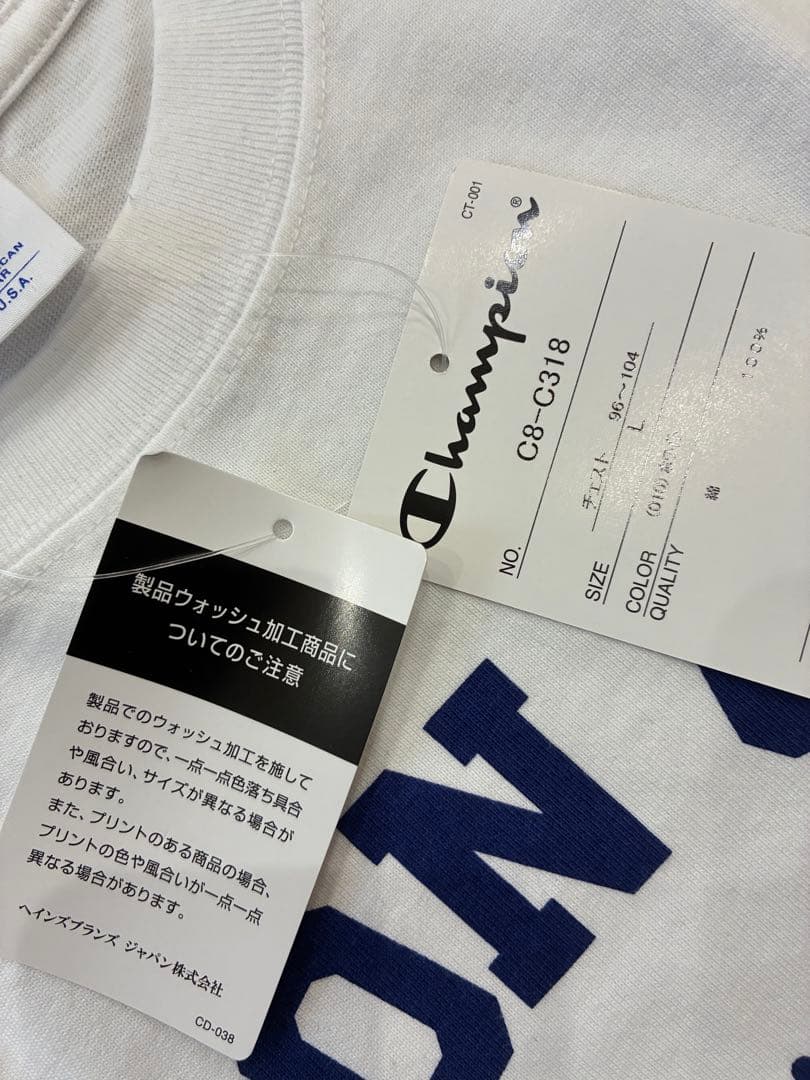 CT-001
Champion®
NO. C8-C318
チェスト 96～104
SIZE L
COLOR (010)
QUALITY
綿 100%
製品ウォッシュ加工商品に
ついてのご注意
製品でのウォッシュ加工を施して
おりますので、一点一点色落ち具合
や風合い、サイズが異なる場合が
あります。
また、プリントのある商品の場合、
プリントの色や風合いが一点一点
異なる場合があります。
ヘインズブランズ ジャパン株式会社
CD-038
U.S.A.
N